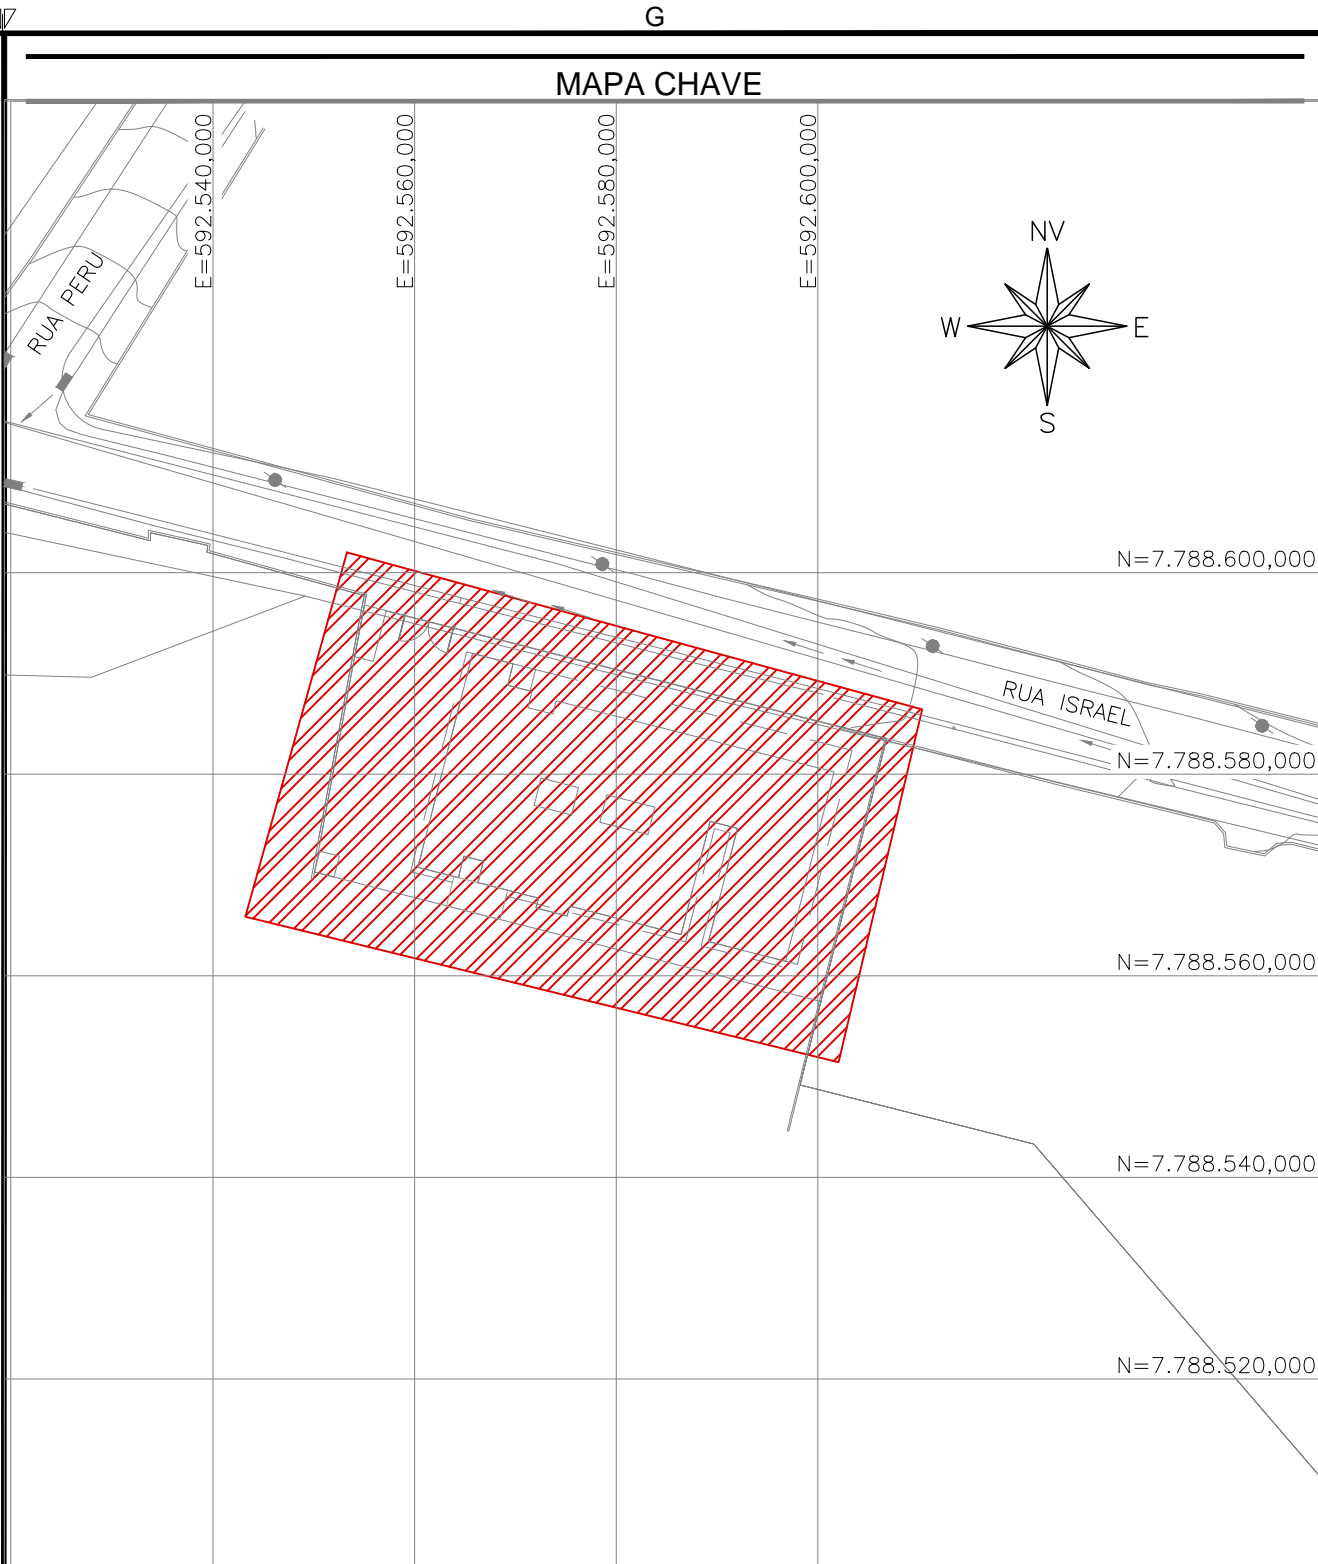 G
MAPA CHAVE
E=592.540,000
E=592.560,000
E=592.580,000
E=592.600,000
RUA PERU
NV
W
E
S
N=7.788.600,000
RUA ISRAEL
N=7.788.580,000
N=7.788.560,000
N=7.788.540,000
N=7.788.520,000